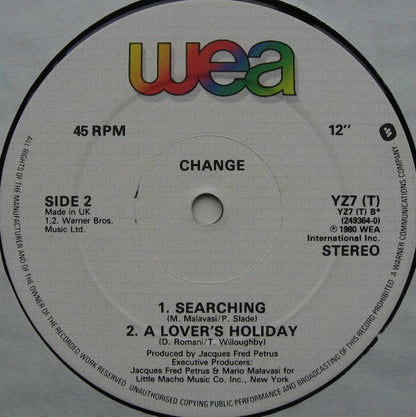 wea
45 RPM
12"
CHANGE
SIDE 2
Made in UK
1,2. Warner Bros.
Music Ltd.
YZ7 (T)
YZ7 (T) B*
(249364-0)
℗ 1980 WEA
International Inc.
STEREO
1. SEARCHING
(M. Malavasi/P. Slade)
2. A LOVER'S HOLIDAY
(D. Romani/T. Willoughby)
Produced by Jacques Fred Petrus
Executive Producers:
Jacques Fred Petrus & Mario Malavasi for
Little Macho Music Co. Inc., New York
ALL RIGHTS OF THE MANUFACTURER AND OF THE OWNER OF THE RECORDED WORK RESERVED UNAUTHORISED COPYING PUBLIC PERFORMANCE AND BROADCASTING OF THIS RECORD PROHIBITED
A WARNER COMMUNICATIONS COMPANY